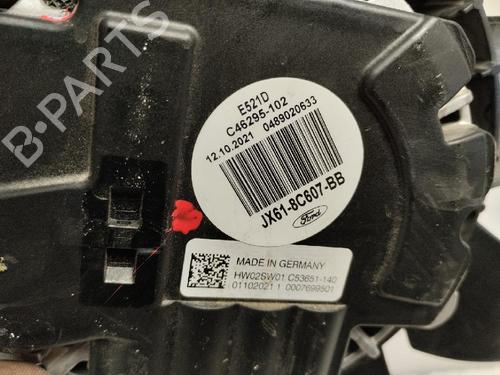 B-PARTS
E521D
C46295-102
12.10.2021 0489020633
JX61-8C607-BB
Ford
MADE IN GERMANY
HW02SW01 C53651-140
01102021 1 0007699501